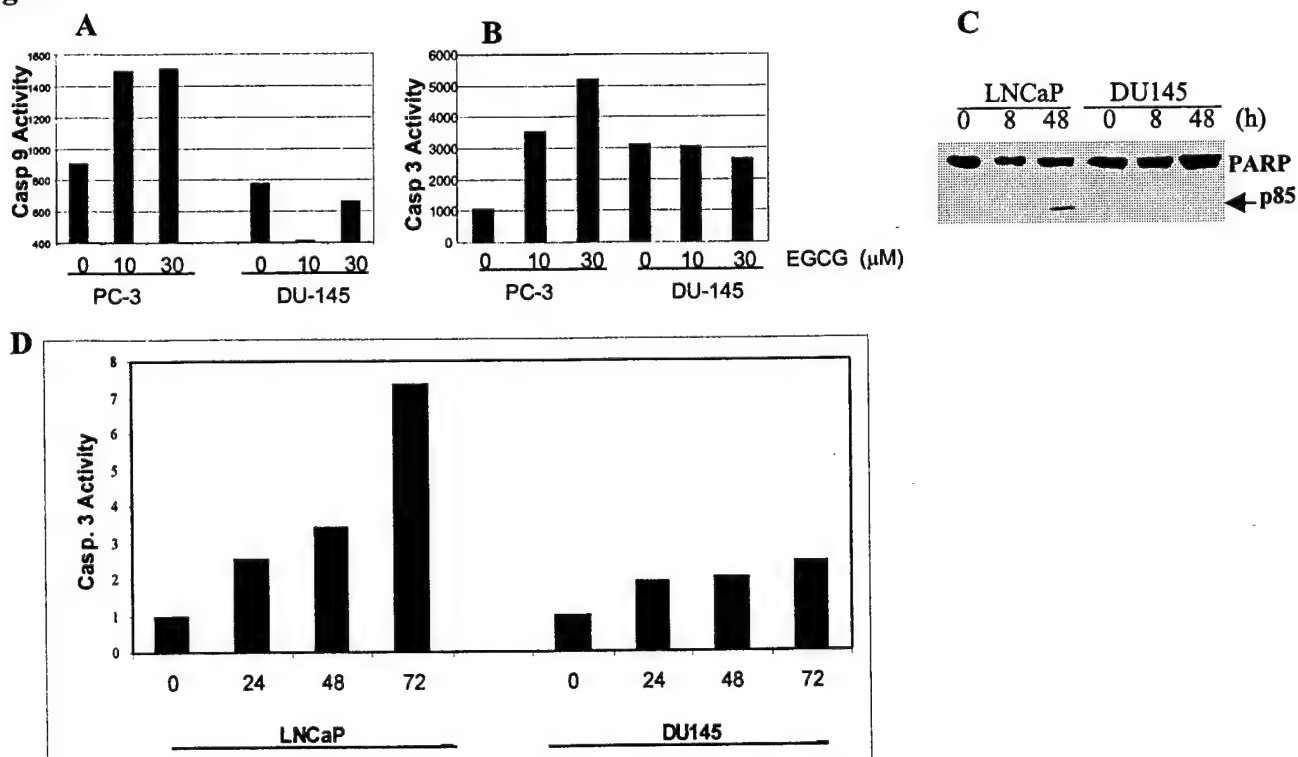 g
A
Casp 9 Activity
1600
1400
1200
1000
800
600
400
0 10 30 0 10 30
PC-3 DU-145
B
Casp 3 Activity
6000
5000
4000
3000
2000
1000
0
0 10 30 0 10 30 EGCG (μM)
PC-3 DU-145
C
LNCaP DU145
0 8 48 0 8 48 (h)
PARP
p85
D
Casp. 3 Activity
8
7
6
5
4
3
2
1
0
0 24 48 72 0 24 48 72
LNCaP DU145